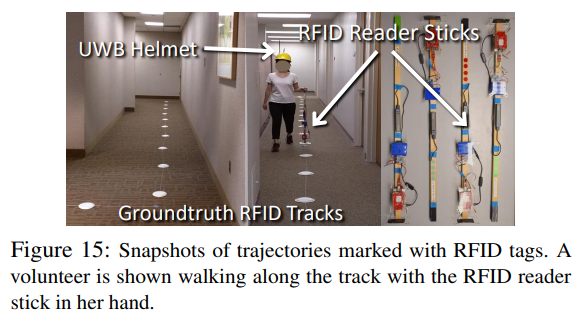 UWB Helmet
RFID Reader Sticks
Groundtruth RFID Tracks
Figure 15: Snapshots of trajectories marked with RFID tags. A
volunteer is shown walking along the track with the RFID reader
stick in her hand.